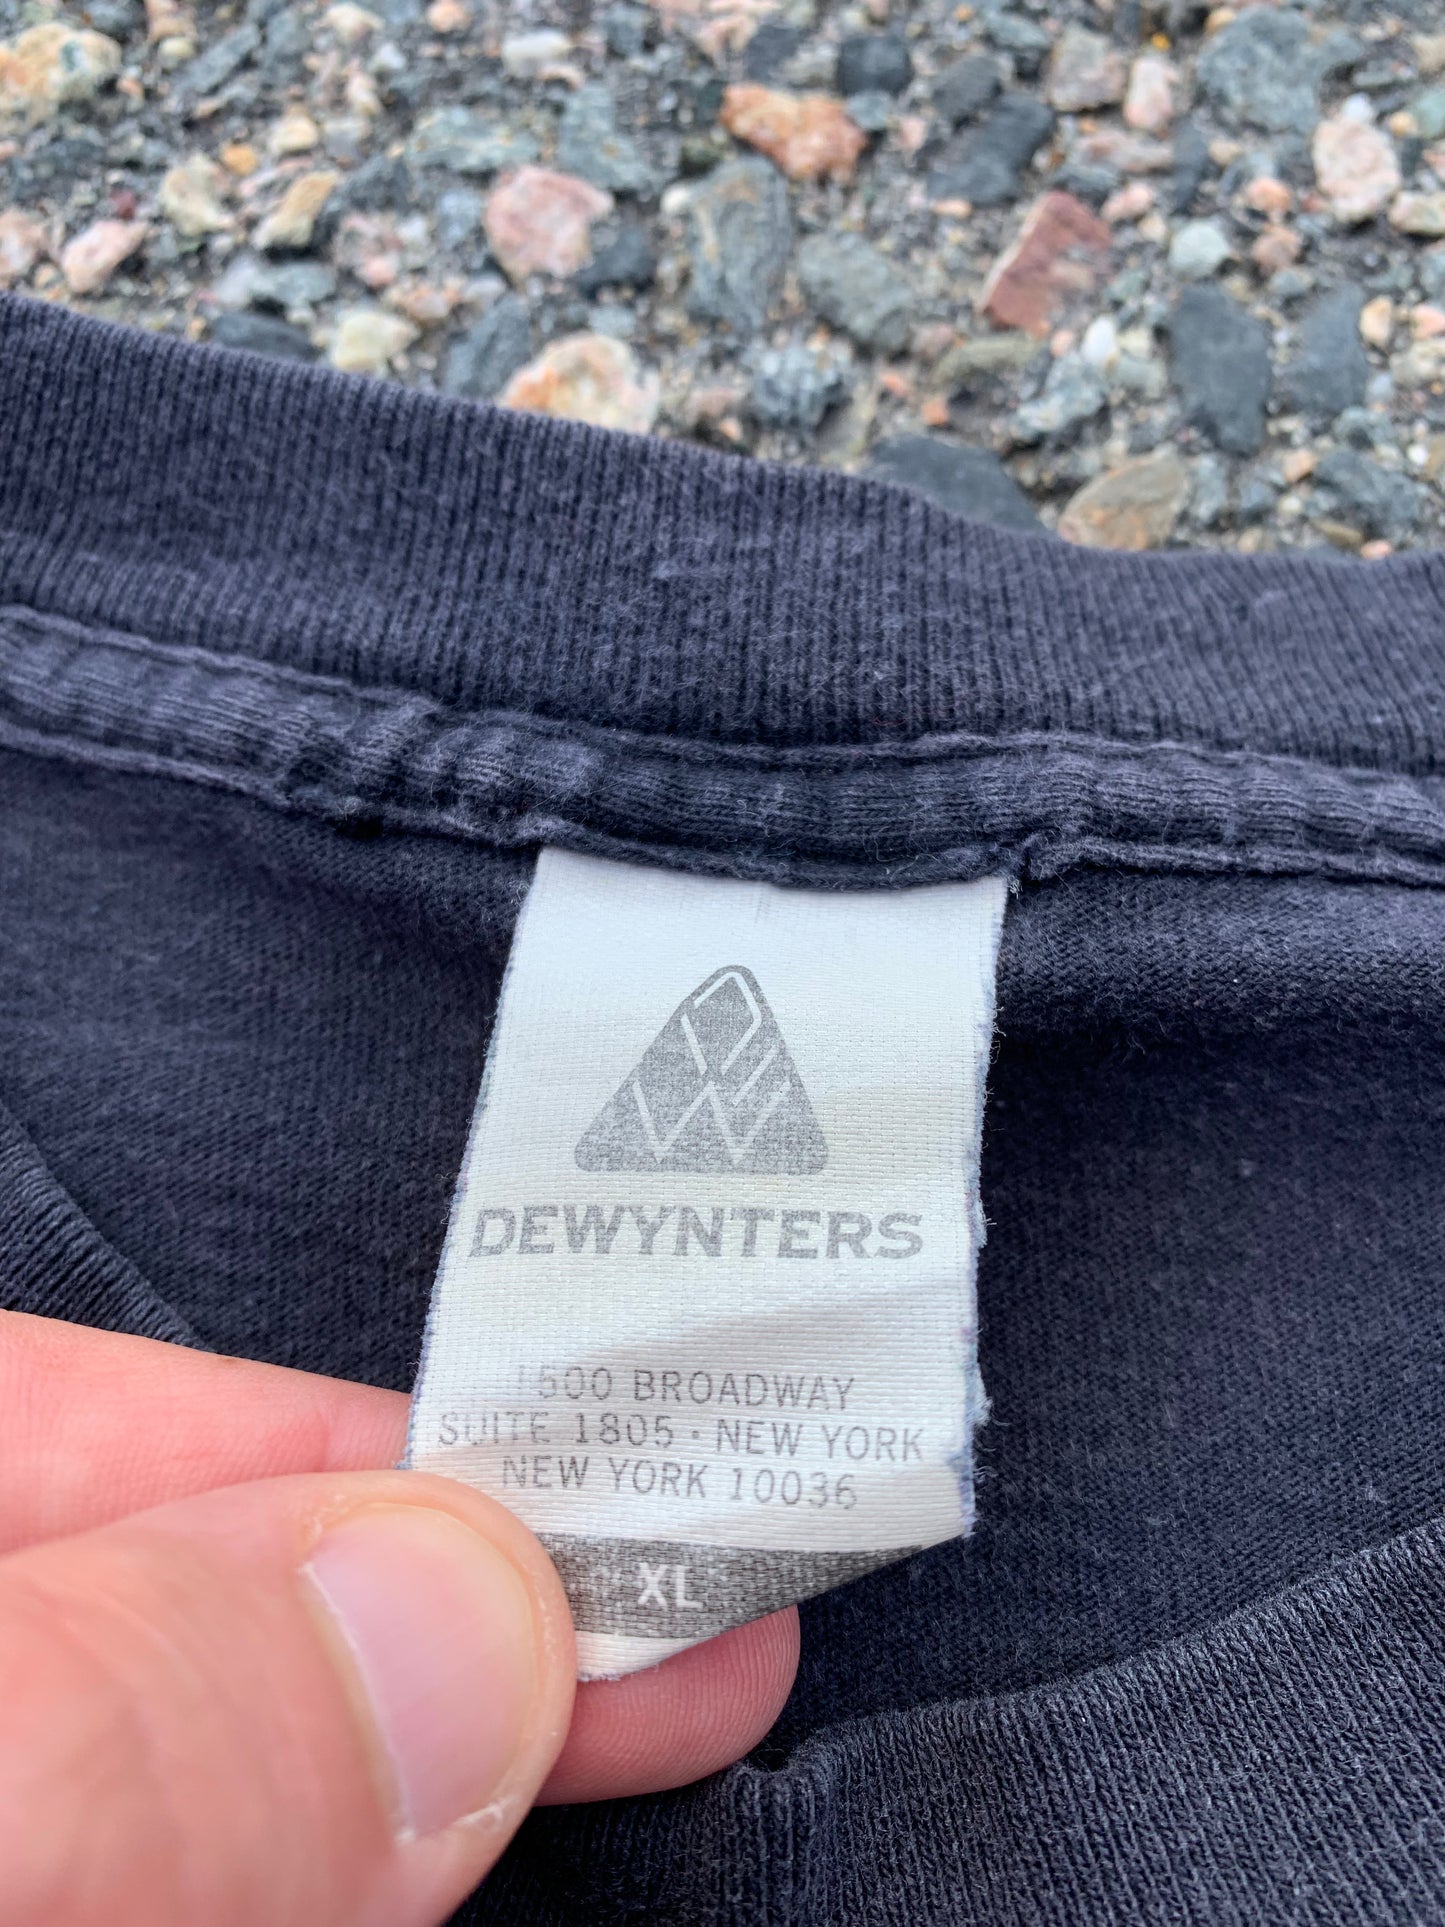 DEWYNTERS
1500 BROADWAY
SUITE 1805 · NEW YORK
NEW YORK 10036
XL